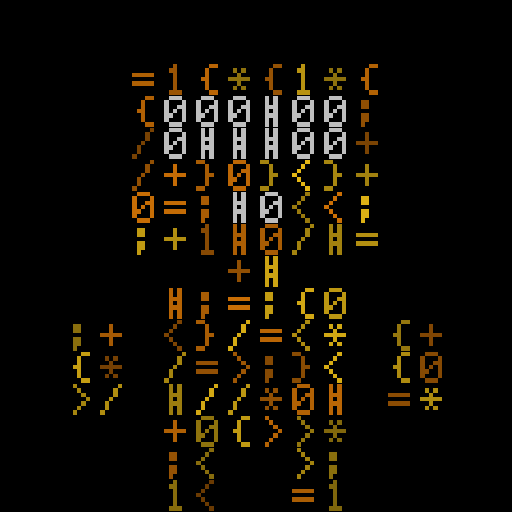 =1{*{1*{
{000H00;
/0HHH00+
/+}0}<}+
0=;H0<<;
;+1H0/H=
+H
H;=;{0
;+ <}/=<* {+
{* /=>;}< {0
>/ H//*0H =*
+0{>>*
;< >;
1< =1